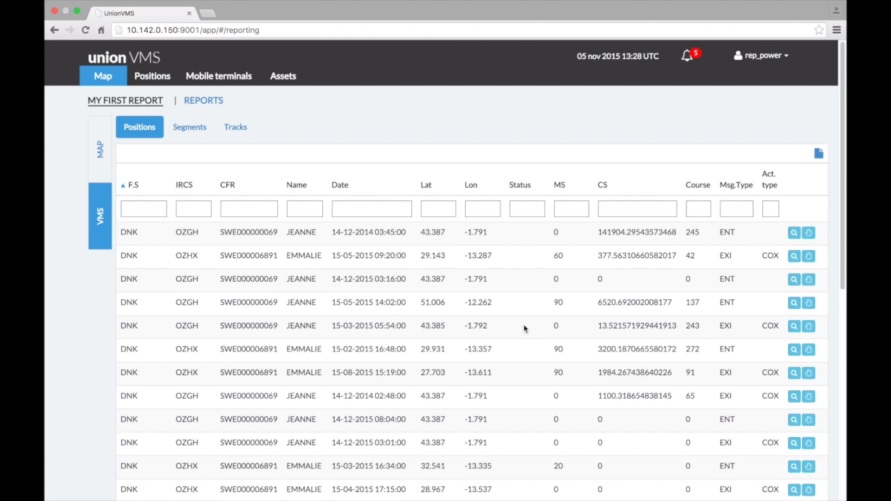 UnionVMS
10.142.0.150:9001/app/#/reporting
union VMS
05 nov 2015 13:28 UTC 5 rep_power
Map Positions Mobile terminals Assets
MY FIRST REPORT | REPORTS
MAP
VMS
Positions Segments Tracks
F.S IRCS CFR Name Date Lat Lon Status MS CS Course Msg.Type Act. type
DNK OZGH SWE000000069 JEANNE 14-12-2014 03:45:00 43.387 -1.791 0 141904.29543573468 245 ENT
DNK OZHX SWE000006891 EMMALIE 15-05-2015 09:20:00 29.143 -13.287 60 377.56310660582017 42 EXI COX
DNK OZGH SWE000000069 JEANNE 14-12-2015 03:16:00 43.387 -1.791 0 0 0 ENT
DNK OZGH SWE000000069 JEANNE 15-05-2015 14:02:00 51.006 -12.262 90 6520.692002008177 137 ENT
DNK OZGH SWE000000069 JEANNE 15-03-2015 05:54:00 43.385 -1.792 0 13.521571929441913 243 EXI COX
DNK OZHX SWE000006891 EMMALIE 15-02-2015 16:48:00 29.931 -13.357 90 3200.1870665580172 272 ENT
DNK OZHX SWE000006891 EMMALIE 15-08-2015 15:19:00 27.703 -13.611 90 1984.267438640226 91 EXI COX
DNK OZGH SWE000000069 JEANNE 14-12-2015 02:48:00 43.387 -1.791 0 1100.318654838145 65 EXI COX
DNK OZGH SWE000000069 JEANNE 14-12-2015 08:04:00 43.387 -1.791 0 0 0 ENT
DNK OZGH SWE000000069 JEANNE 14-12-2015 03:01:00 43.387 -1.791 0 0 0 EXI COX
DNK OZHX SWE000006891 EMMALIE 15-03-2015 16:34:00 32.541 -13.335 20 0 0 ENT
DNK OZHX SWE000006891 EMMALIE 15-04-2015 17:15:00 28.967 -13.537 0 0 0 EXI COX